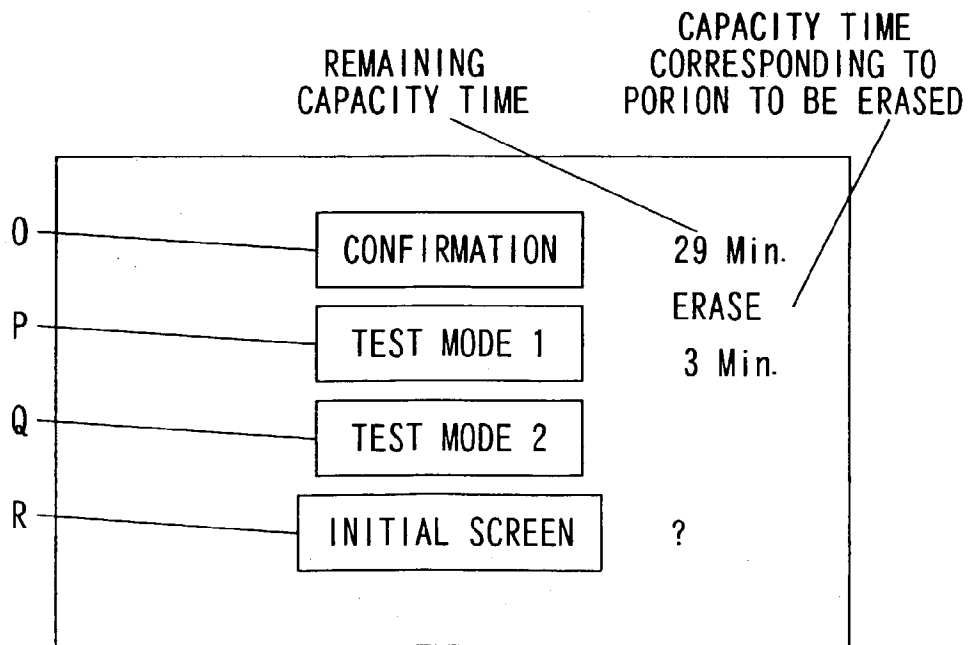 REMAINING
CAPACITY TIME
CAPACITY TIME
CORRESPONDING TO
PORION TO BE ERASED
O
CONFIRMATION
29 Min.
ERASE
P
TEST MODE 1
3 Min.
Q
TEST MODE 2
R
INITIAL SCREEN
?